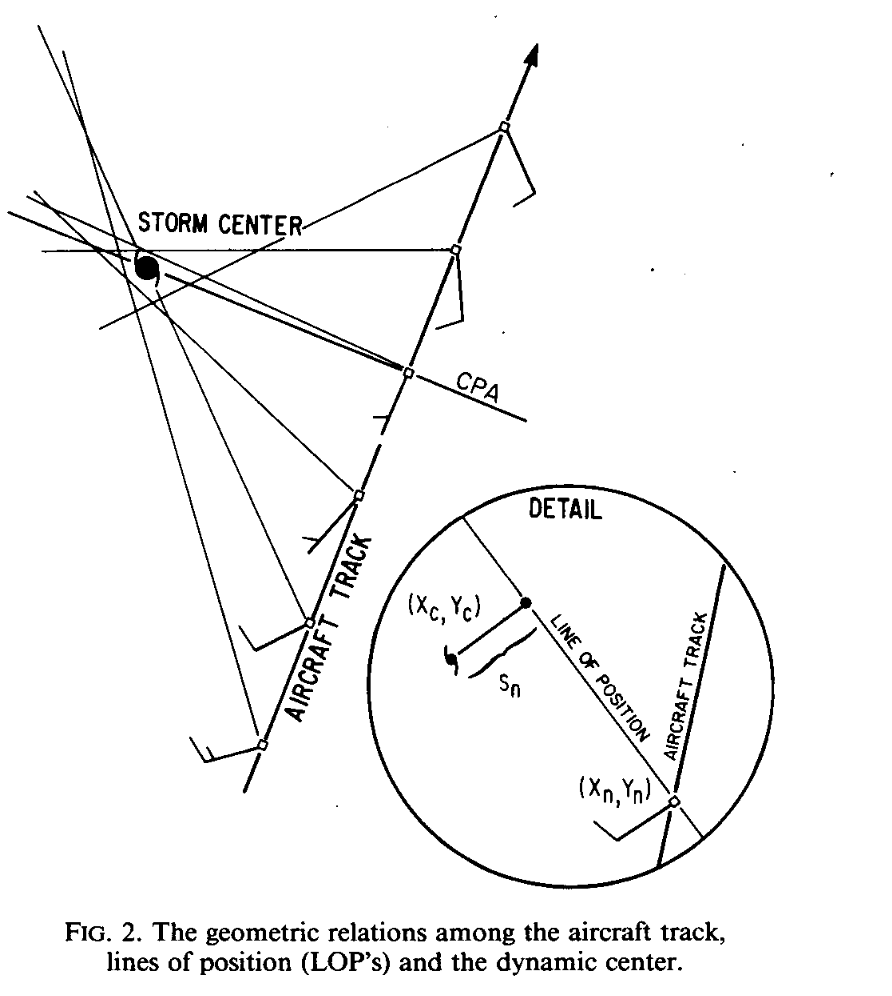 STORM CENTER
CPA
AIRCRAFT TRACK
DETAIL
(Xc, Yc)
Sn
LINE OF POSITION
AIRCRAFT TRACK
(Xn, Yn)
FIG. 2. The geometric relations among the aircraft track,
lines of position (LOP's) and the dynamic center.